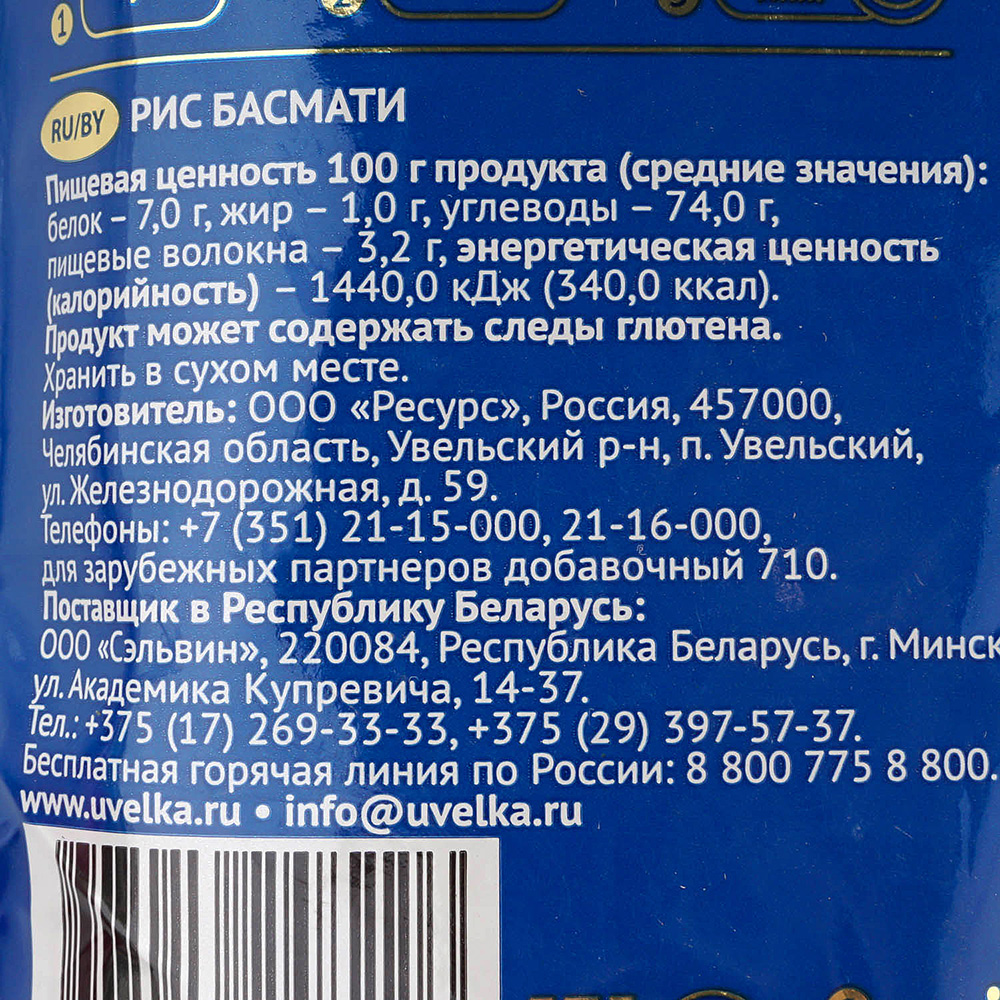 1
RU/BY РИС БАСМАТИ
Пищевая ценность 100 г продукта (средние значения):
белок – 7,0 г, жир – 1,0 г, углеводы – 74,0 г,
пищевые волокна – 3,2 г, энергетическая ценность
(калорийность) – 1440,0 кДж (340,0 ккал).
Продукт может содержать следы глютена.
Хранить в сухом месте.
Изготовитель: ООО «Ресурс», Россия, 457000,
Челябинская область, Увельский р-н, п. Увельский,
ул. Железнодорожная, д. 59.
Телефоны: +7 (351) 21-15-000, 21-16-000,
для зарубежных партнеров добавочный 710.
Поставщик в Республику Беларусь:
ООО «Сэльвин», 220084, Республика Беларусь, г. Минск
ул. Академика Купревича, 14-37.
Тел.: +375 (17) 269-33-33, +375 (29) 397-57-37.
Бесплатная горячая линия по России: 8 800 775 8 800.
www.uvelka.ru • info@uvelka.ru